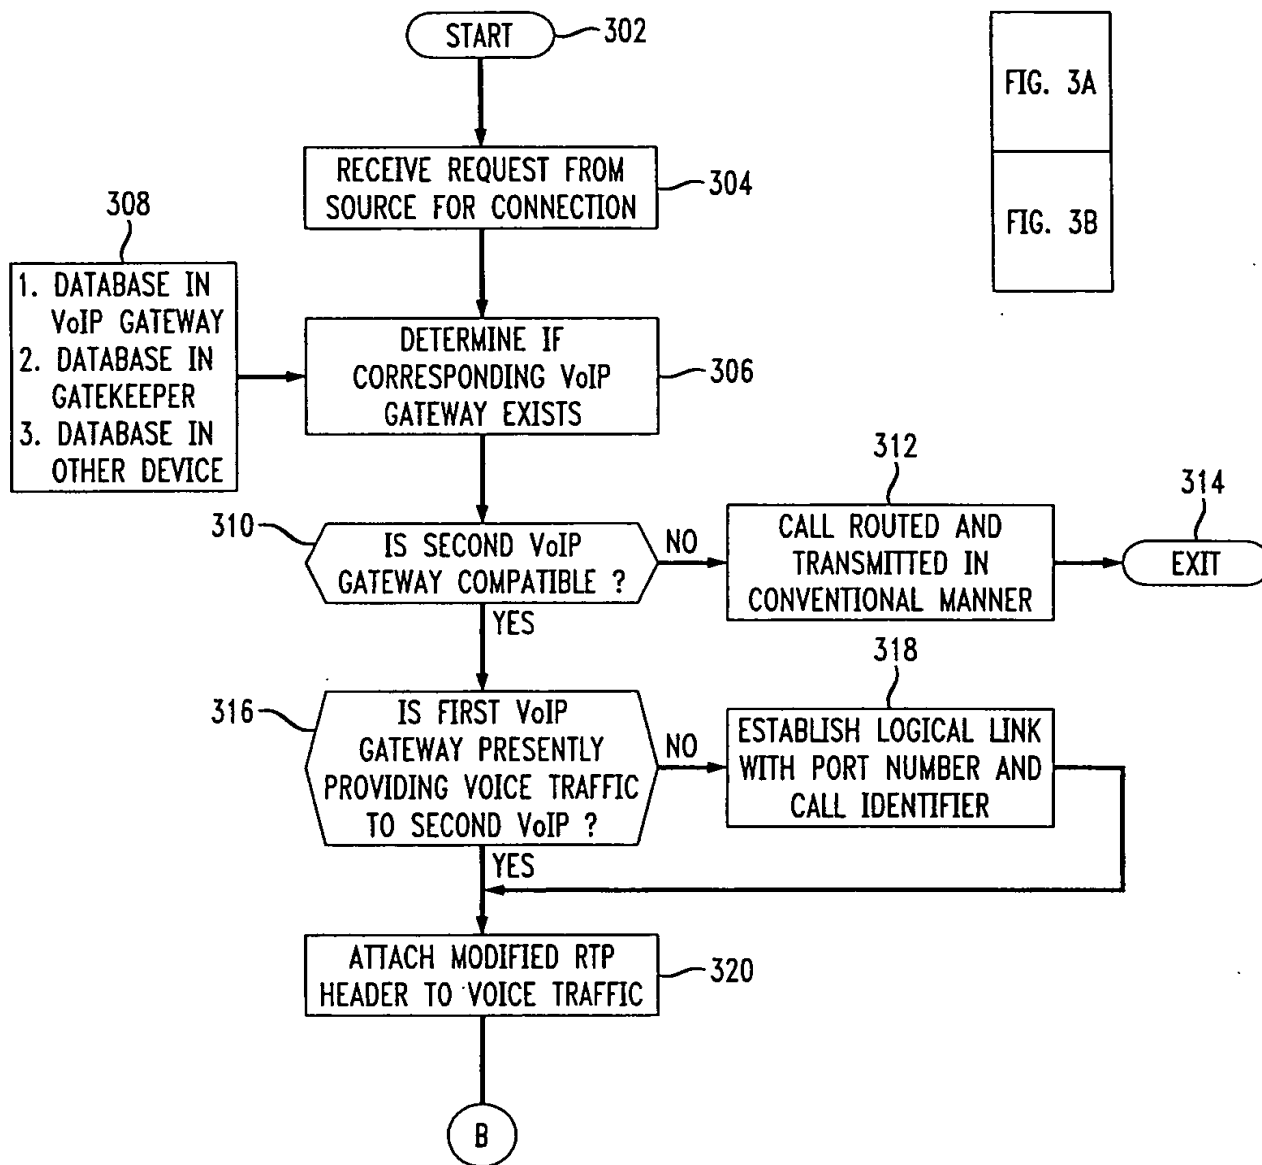 START
302
FIG. 3A
FIG. 3B
RECEIVE REQUEST FROM
SOURCE FOR CONNECTION
304
308
1. DATABASE IN
VoIP GATEWAY
2. DATABASE IN
GATEKEEPER
3. DATABASE IN
OTHER DEVICE
DETERMINE IF
CORRESPONDING VoIP
GATEWAY EXISTS
306
310
IS SECOND VoIP
GATEWAY COMPATIBLE ?
NO
YES
312
CALL ROUTED AND
TRANSMITTED IN
CONVENTIONAL MANNER
314
EXIT
316
IS FIRST VoIP
GATEWAY PRESENTLY
PROVIDING VOICE TRAFFIC
TO SECOND VoIP ?
NO
YES
318
ESTABLISH LOGICAL LINK
WITH PORT NUMBER AND
CALL IDENTIFIER
ATTACH MODIFIED RTP
HEADER TO VOICE TRAFFIC
320
B